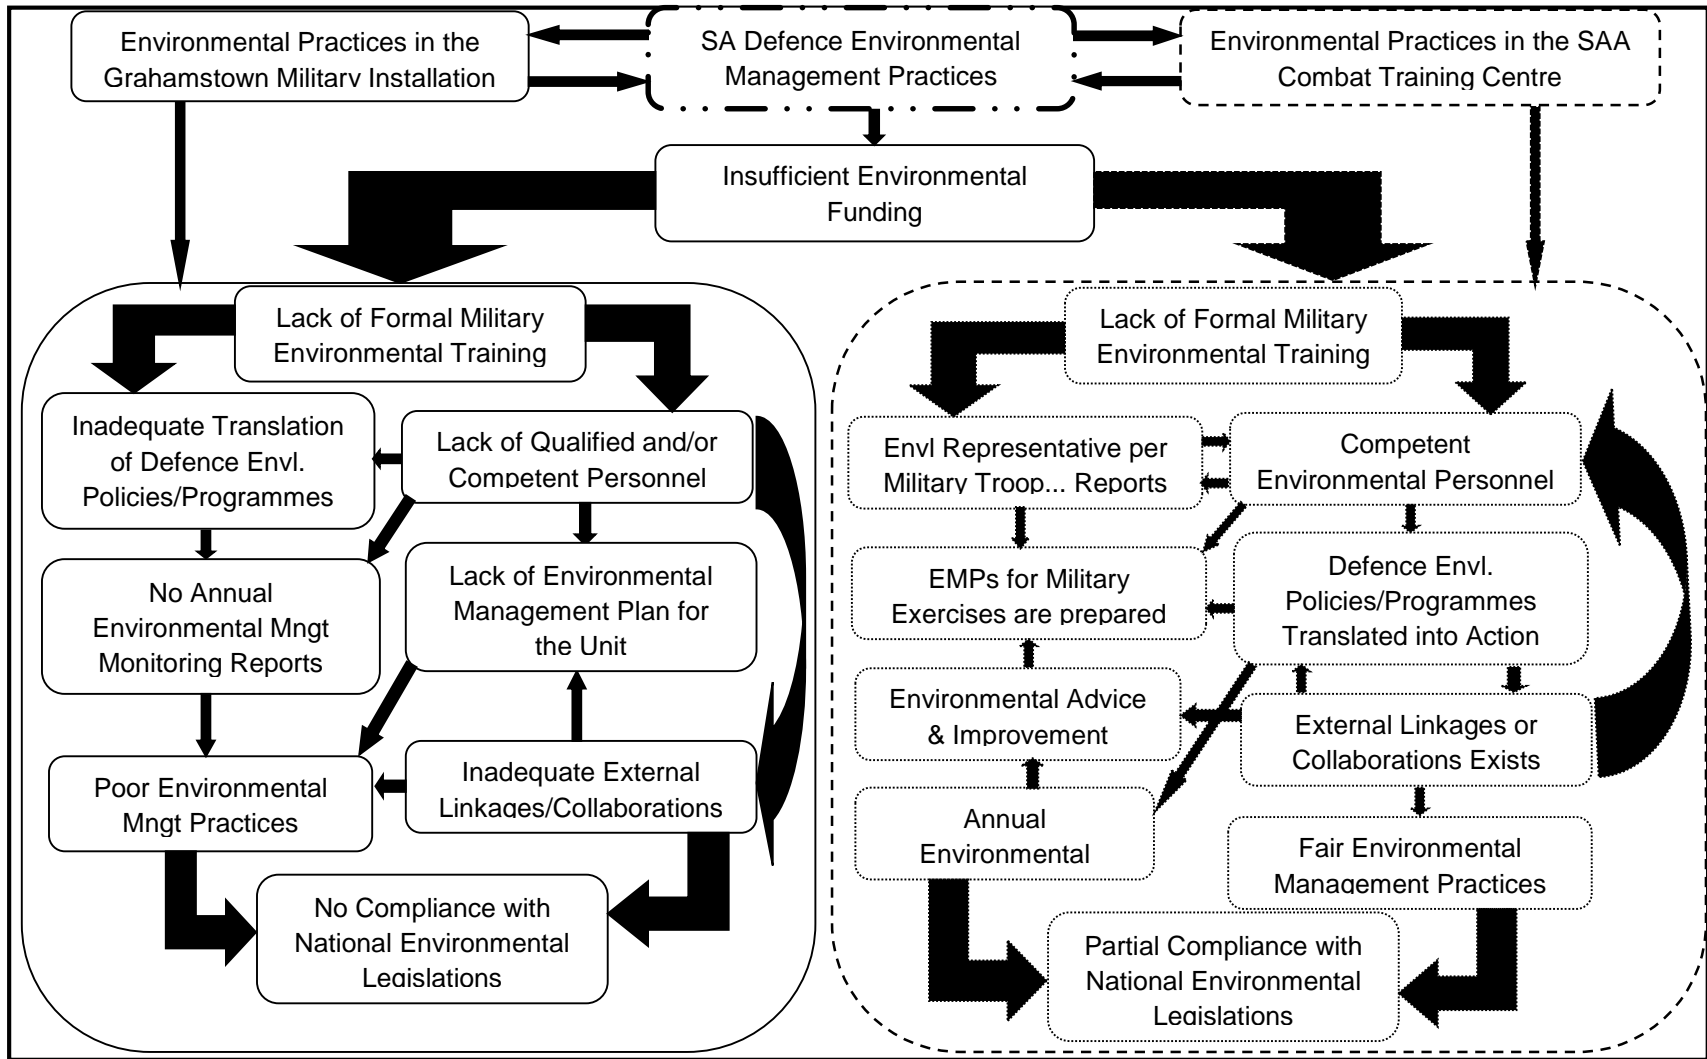 Environmental Practices in the
Grahamstown Military Installation
SA Defence Environmental
Management Practices
Environmental Practices in the SAA
Combat Training Centre
Insufficient Environmental
Funding
Lack of Formal Military
Environmental Training
Inadequate Translation
of Defence Envl.
Policies/Programmes
Lack of Qualified and/or
Competent Personnel
No Annual
Environmental Mngt
Monitoring Reports
Lack of Environmental
Management Plan for
the Unit
Poor Environmental
Mngt Practices
Inadequate External
Linkages/Collaborations
No Compliance with
National Environmental
Legislations
Lack of Formal Military
Environmental Training
Envl Representative per
Military Troop... Reports
Competent
Environmental Personnel
EMPs for Military
Exercises are prepared
Defence Envl.
Policies/Programmes
Translated into Action
Environmental Advice
& Improvement
External Linkages or
Collaborations Exists
Annual
Environmental
Fair Environmental
Management Practices
Partial Compliance with
National Environmental
Legislations